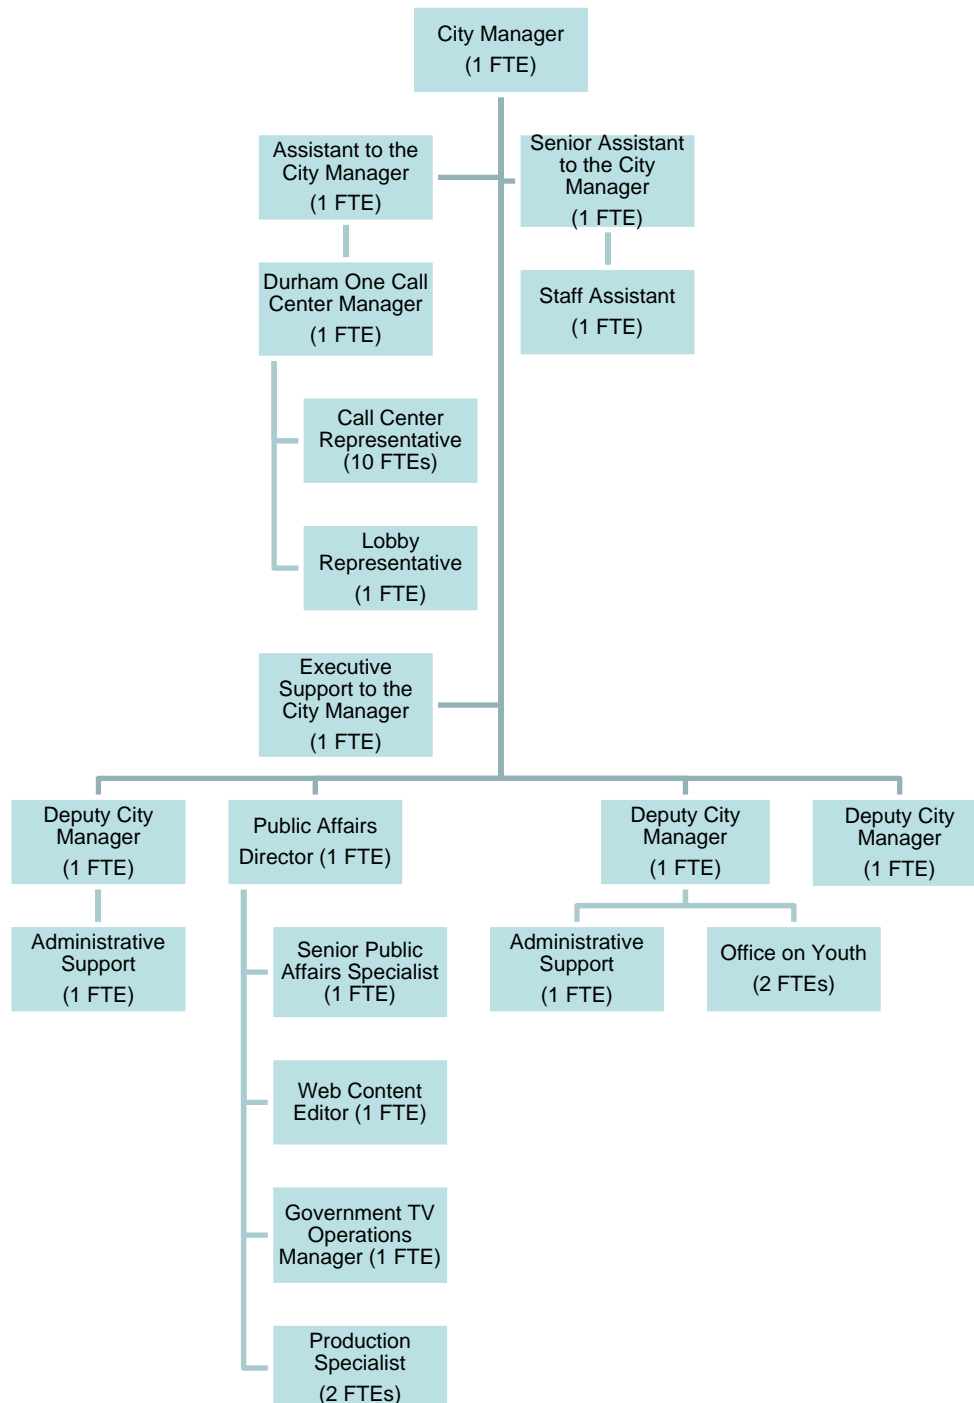 City Manager
(1 FTE)
Assistant to the
City Manager
(1 FTE)
Senior Assistant
to the City
Manager
(1 FTE)
Durham One Call
Center Manager
(1 FTE)
Staff Assistant
(1 FTE)
Call Center
Representative
(10 FTEs)
Lobby
Representative
(1 FTE)
Executive
Support to the
City Manager
(1 FTE)
Deputy City
Manager
(1 FTE)
Public Affairs
Director (1 FTE)
Deputy City
Manager
(1 FTE)
Deputy City
Manager
(1 FTE)
Administrative
Support
(1 FTE)
Senior Public
Affairs Specialist
(1 FTE)
Administrative
Support
(1 FTE)
Office on Youth
(2 FTEs)
Web Content
Editor (1 FTE)
Government TV
Operations
Manager (1 FTE)
Production
Specialist
(2 FTEs)